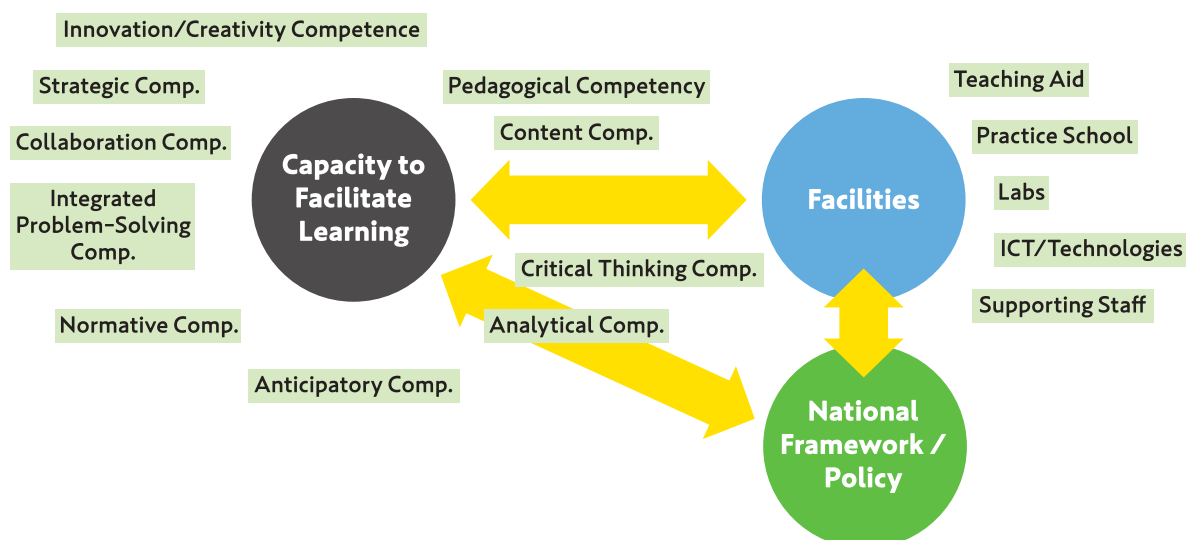 Innovation/Creativity Competence
Strategic Comp.
Collaboration Comp.
Integrated
Problem-Solving
Comp.
Normative Comp.
Anticipatory Comp.
Capacity to
Facilitate
Learning
Pedagogical Competency
Content Comp.
Critical Thinking Comp.
Analytical Comp.
Facilities
Teaching Aid
Practice School
Labs
ICT/Technologies
Supporting Staff
National
Framework /
Policy